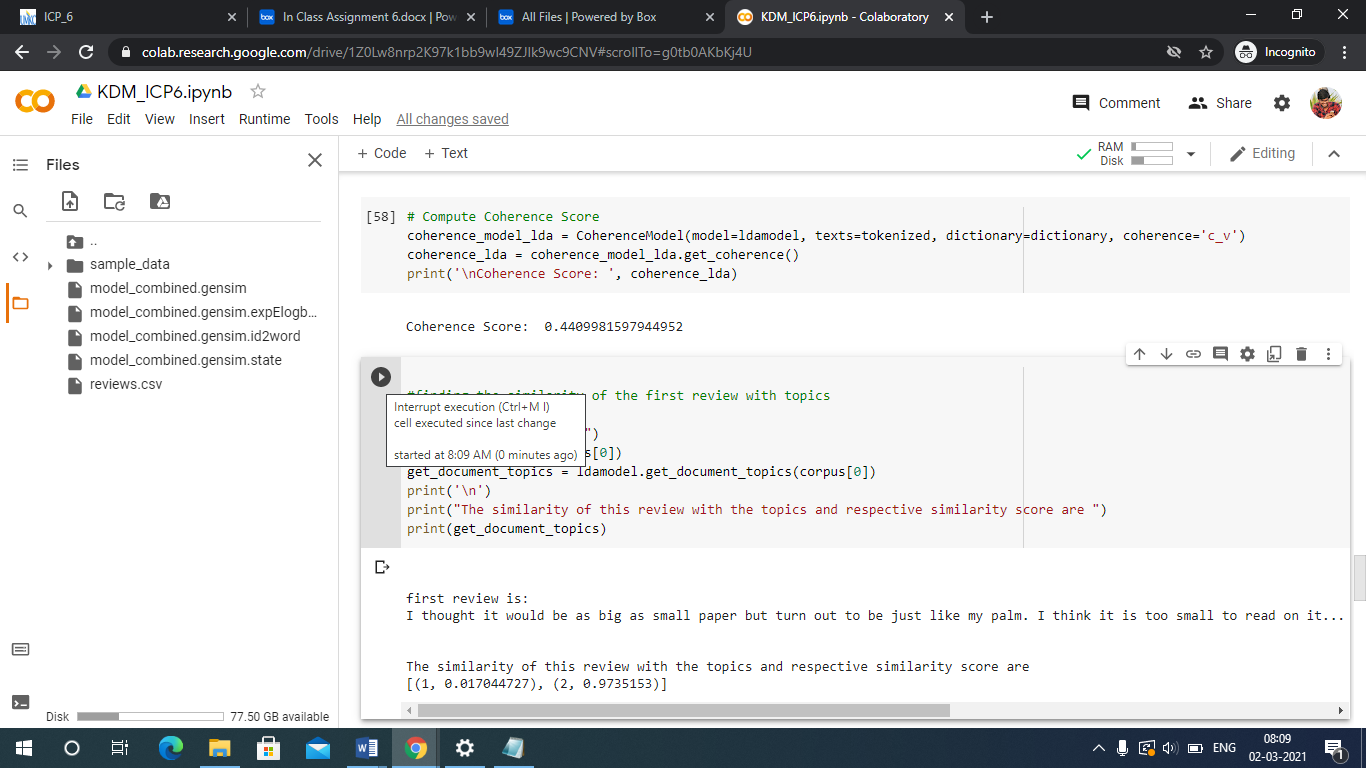 ICP_6
In Class Assignment 6.docx | Pow
All Files | Powered by Box
KDM_ICP6.ipynb - Colaboratory
colab.research.google.com/drive/1Z0Lw8nrp2K97k1bb9wI49ZJIk9wc9CNV#scrollTo=g0tb0AKbKj4U
Incognito
KDM_ICP6.ipynb
File Edit View Insert Runtime Tools Help All changes saved
Comment Share
Files
+ Code + Text
RAM
Disk
Editing
..
sample_data
model_combined.gensim
model_combined.gensim.expElogb...
model_combined.gensim.id2word
model_combined.gensim.state
reviews.csv
Disk 77.50 GB available
[58] # Compute Coherence Score
coherence_model_lda = CoherenceModel(model=ldamodel, texts=tokenized, dictionary=dictionary, coherence='c_v')
coherence_lda = coherence_model_lda.get_coherence()
print('\nCoherence Score: ', coherence_lda)
Coherence Score:  0.4409981597944952
#finding the similarity of the first review with topics
Interrupt execution (Ctrl+M I)
cell executed since last change
started at 8:09 AM (0 minutes ago)
")
s[0])
get_document_topics = ldamodel.get_document_topics(corpus[0])
print('\n')
print("The similarity of this review with the topics and respective similarity score are ")
print(get_document_topics)
first review is:
I thought it would be as big as small paper but turn out to be just like my palm. I think it is too small to read on it...
The similarity of this review with the topics and respective similarity score are
[(1, 0.017044727), (2, 0.9735153)]
ENG
08:09
02-03-2021
1